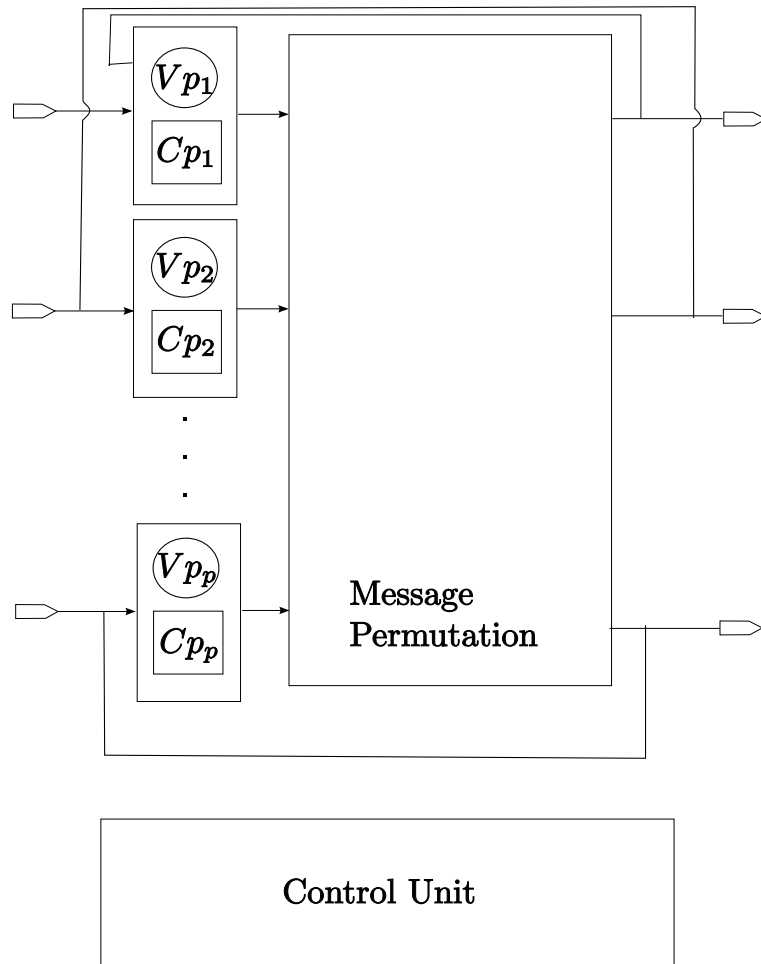 Vp₁
Cp₁
Vp₂
Cp₂
.
.
.
Vpₚ
Cpₚ
Message
Permutation
Control Unit